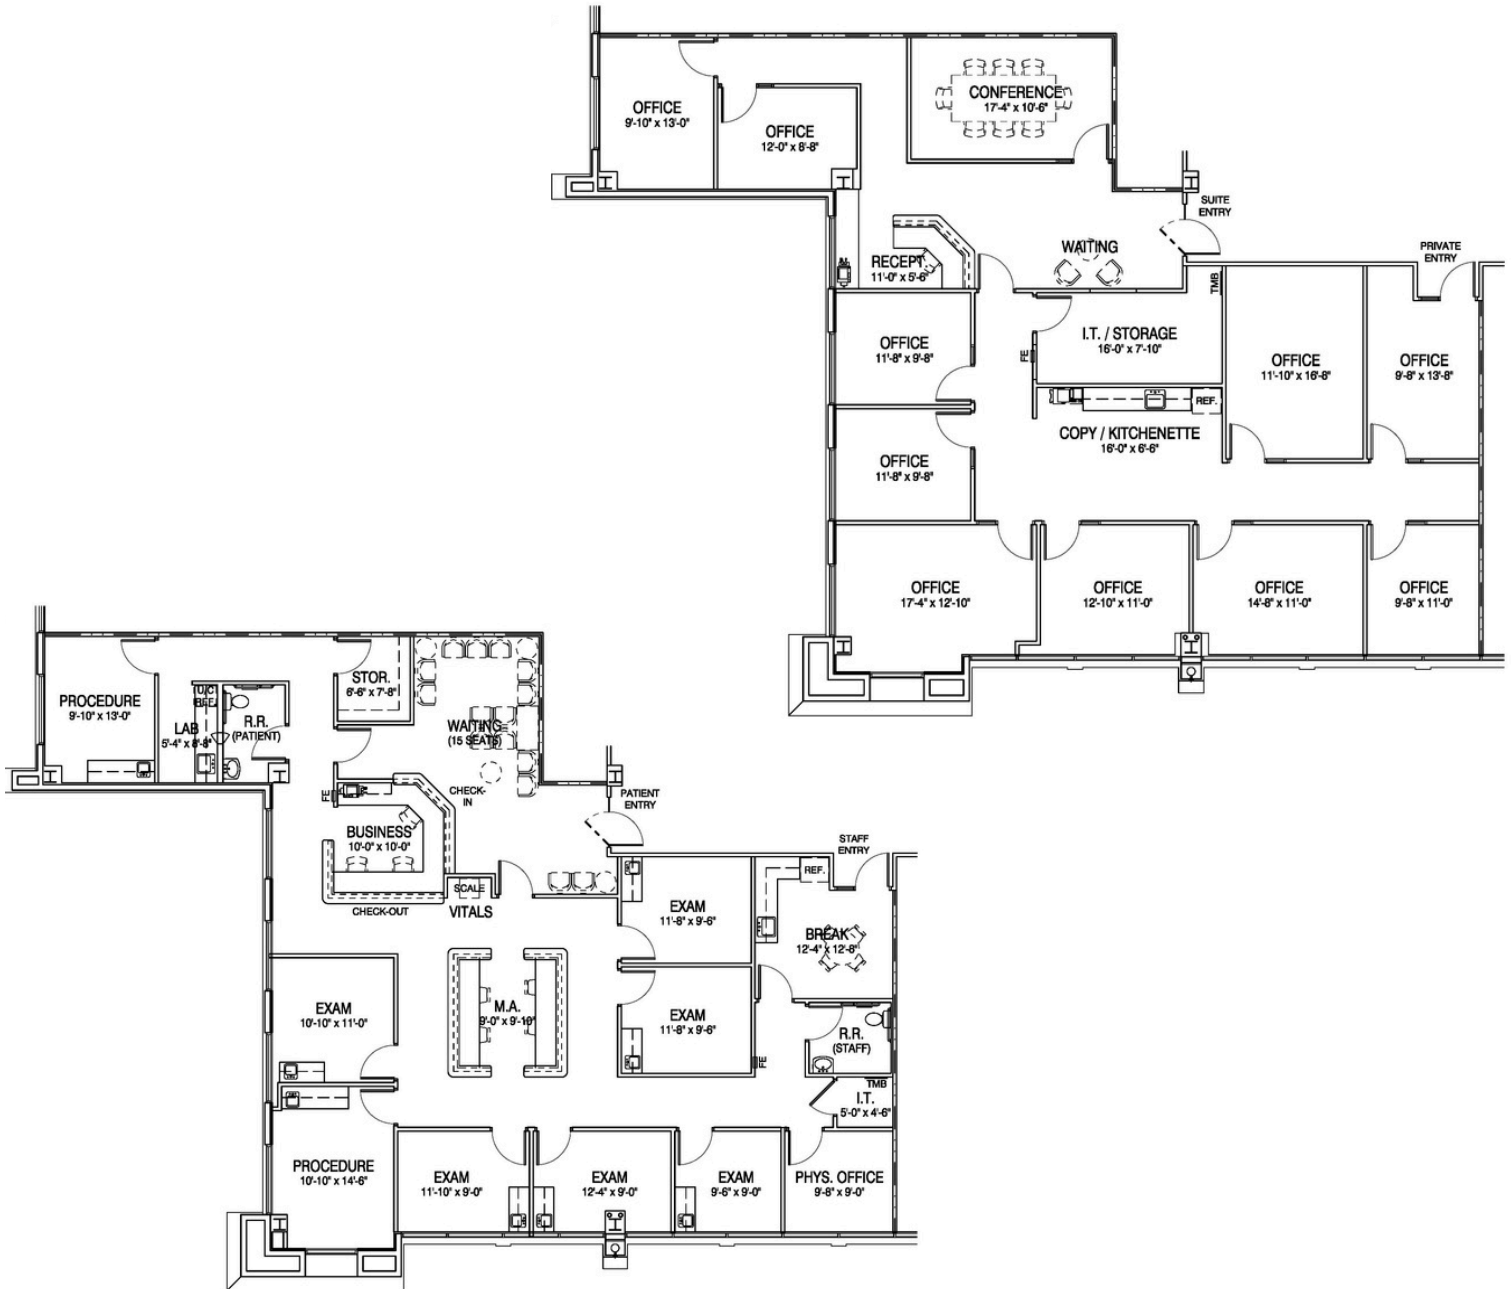 OFFICE
9'-10" x 13'-0"
OFFICE
12'-0" x 8'-8"
CONFERENCE
17'-4" x 10'-6"
SUITE
ENTRY
WAITING
RECEPT.
11'-0" x 5'-6"
PRIVATE
ENTRY
TMB
I.T. / STORAGE
16'-0" x 7'-10"
FE
OFFICE
11'-8" x 9'-8"
OFFICE
11'-10" x 16'-8"
OFFICE
9'-8" x 13'-8"
REF.
COPY / KITCHENETTE
16'-0" x 6'-6"
OFFICE
11'-8" x 9'-8"
OFFICE
17'-4" x 12'-10"
OFFICE
12'-10" x 11'-0"
OFFICE
14'-8" x 11'-0"
OFFICE
9'-8" x 11'-0"
PROCEDURE
9'-10" x 13'-0"
(U/C)
REF.
LAB
5'-4" x 8'-8"
R.R.
(PATIENT)
STOR.
6'-6" x 7'-8"
WAITING
(15 SEATS)
CHECK-
IN
PATIENT
ENTRY
FE
BUSINESS
10'-0" x 10'-0"
SCALE
CHECK-OUT
VITALS
STAFF
ENTRY
REF.
EXAM
11'-8" x 9'-6"
BREAK
12'-4" x 12'-8"
EXAM
10'-10" x 11'-0"
M.A.
9'-0" x 9'-10"
EXAM
11'-8" x 9'-6"
R.R.
(STAFF)
FE
TMB
I.T.
5'-0" x 4'-6"
PROCEDURE
10'-10" x 14'-6"
EXAM
11'-10" x 9'-0"
EXAM
12'-4" x 9'-0"
EXAM
9'-6" x 9'-0"
PHYS. OFFICE
9'-8" x 9'-0"